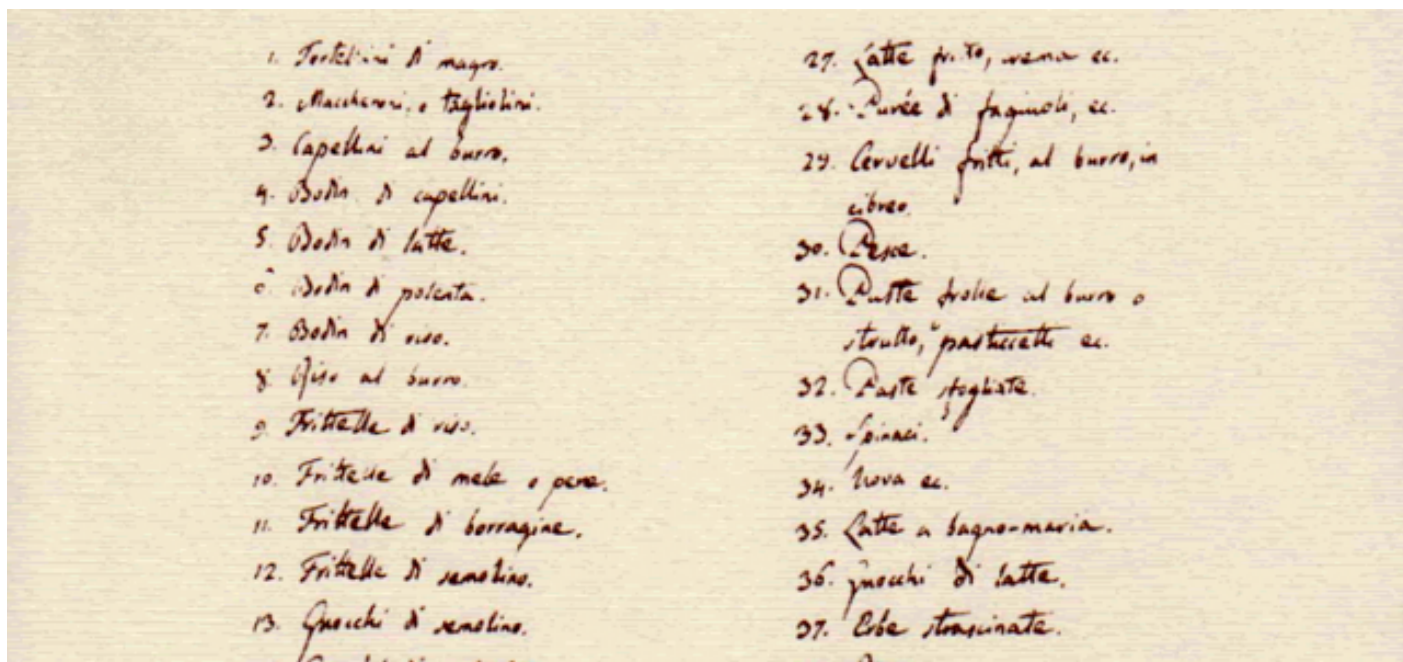 1. Tortellini di magro.
2. Maccheroni, o Tagliolini.
3. Capellini al burro.
4. Bodin di capellini.
5. Bodin di latte.
6. Bodin di polenta.
7. Bodin di riso.
8. Riso al burro.
9. Frittelle di riso.
10. Frittelle di mele o pere.
11. Frittelle di borragine.
12. Frittelle di semolino.
13. Gnocchi di semolino.
27. Latte fritto, crema ec.
28. Purée di fagiuoli, ec.
29. Cervelli fritti, al burro, in
cibreo.
30. Pesce.
31. Paste frolle al burro o
strutto, pasticcetti ec.
32. Paste sfogliate.
33. Spinaci.
34. Uova ec.
35. Latte a bagno-maria.
36. Gnocchi di latte.
37. Erbe strascinate.